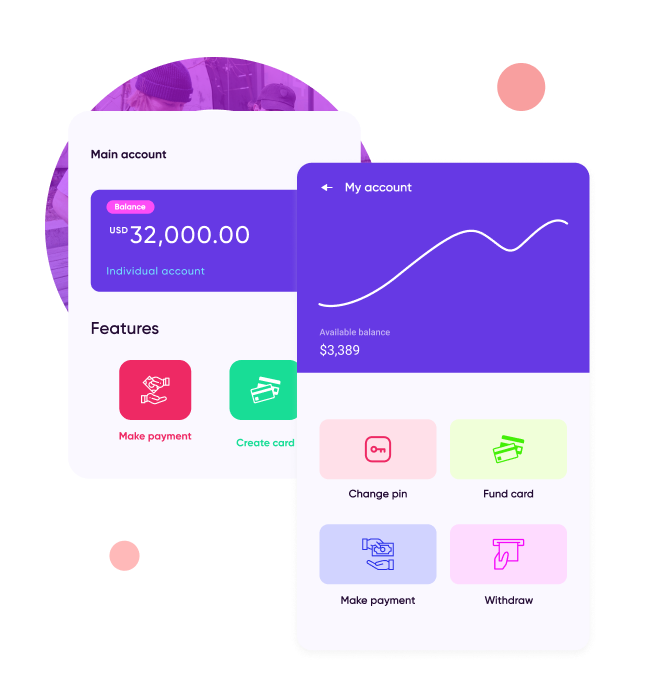 Main account
Balance
USD 32,000.00
Individual account
Features
Make payment
Create card
My account
Available balance
$3,389
Change pin
Fund card
Make payment
Withdraw